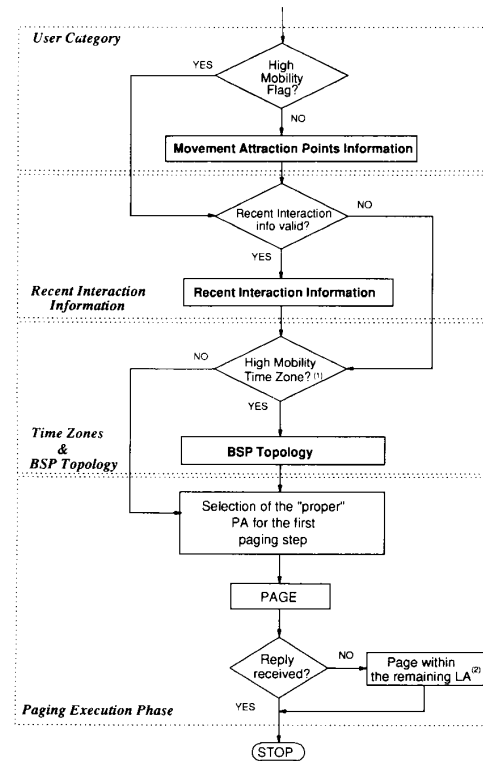 User Category
YES
High
Mobility
Flag?
NO
Movement Attraction Points Information
Recent Interaction
info valid?
NO
YES
Recent Interaction Information
Recent Interaction
Information
NO
High Mobility
Time Zone? (1)
YES
BSP Topology
Time Zones
&
BSP Topology
Selection of the "proper"
PA for the first
paging step
PAGE
Reply
received?
NO
Page within
the remaining LA (2)
YES
Paging Execution Phase
STOP